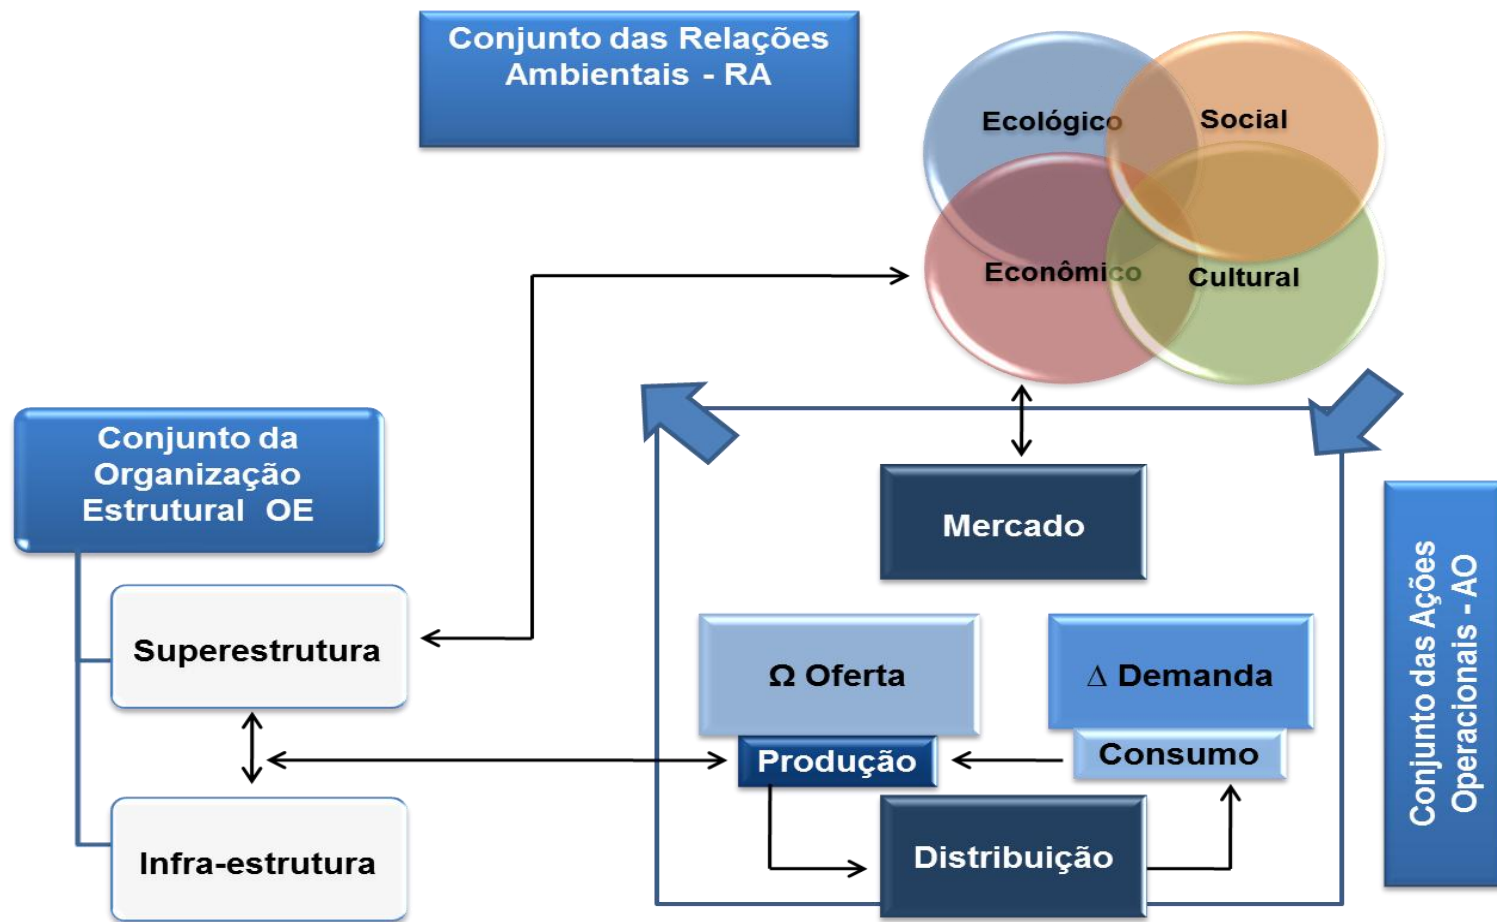 Conjunto das Relações
Ambientais - RA
Ecológico
Social
Econômico
Cultural
Conjunto da
Organização
Estrutural OE
Superestrutura
Infra-estrutura
Mercado
Ω Oferta
Δ Demanda
Produção
Consumo
Distribuição
Conjunto das Ações
Operacionais - AO